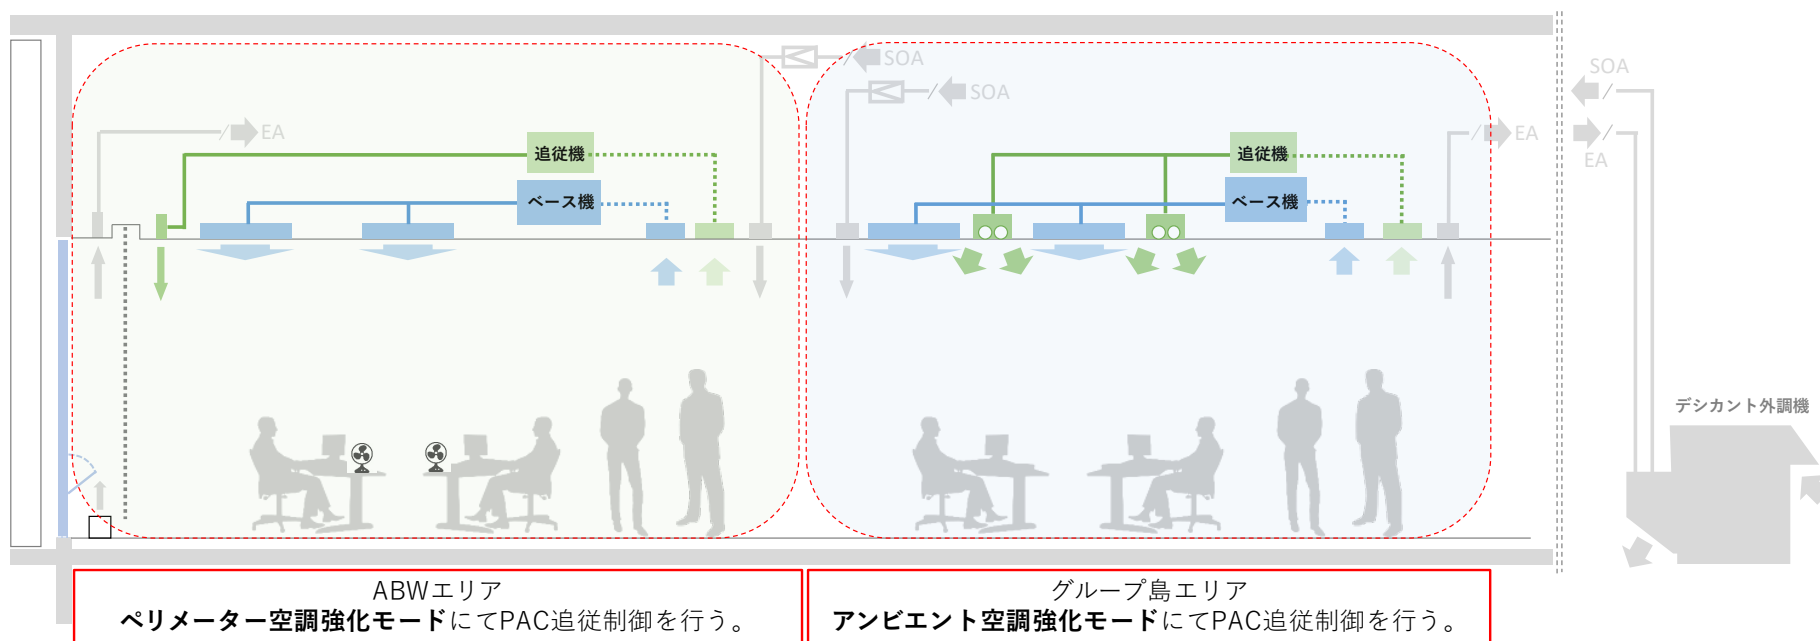 SOA
SOA
SOA
EA
EA
EA
追従機
追従機
ベース機
ベース機
デシカント外調機
ABWエリア
ペリメーター空調強化モードにてPAC追従制御を行う。
グループ島エリア
アンビエント空調強化モードにてPAC追従制御を行う。